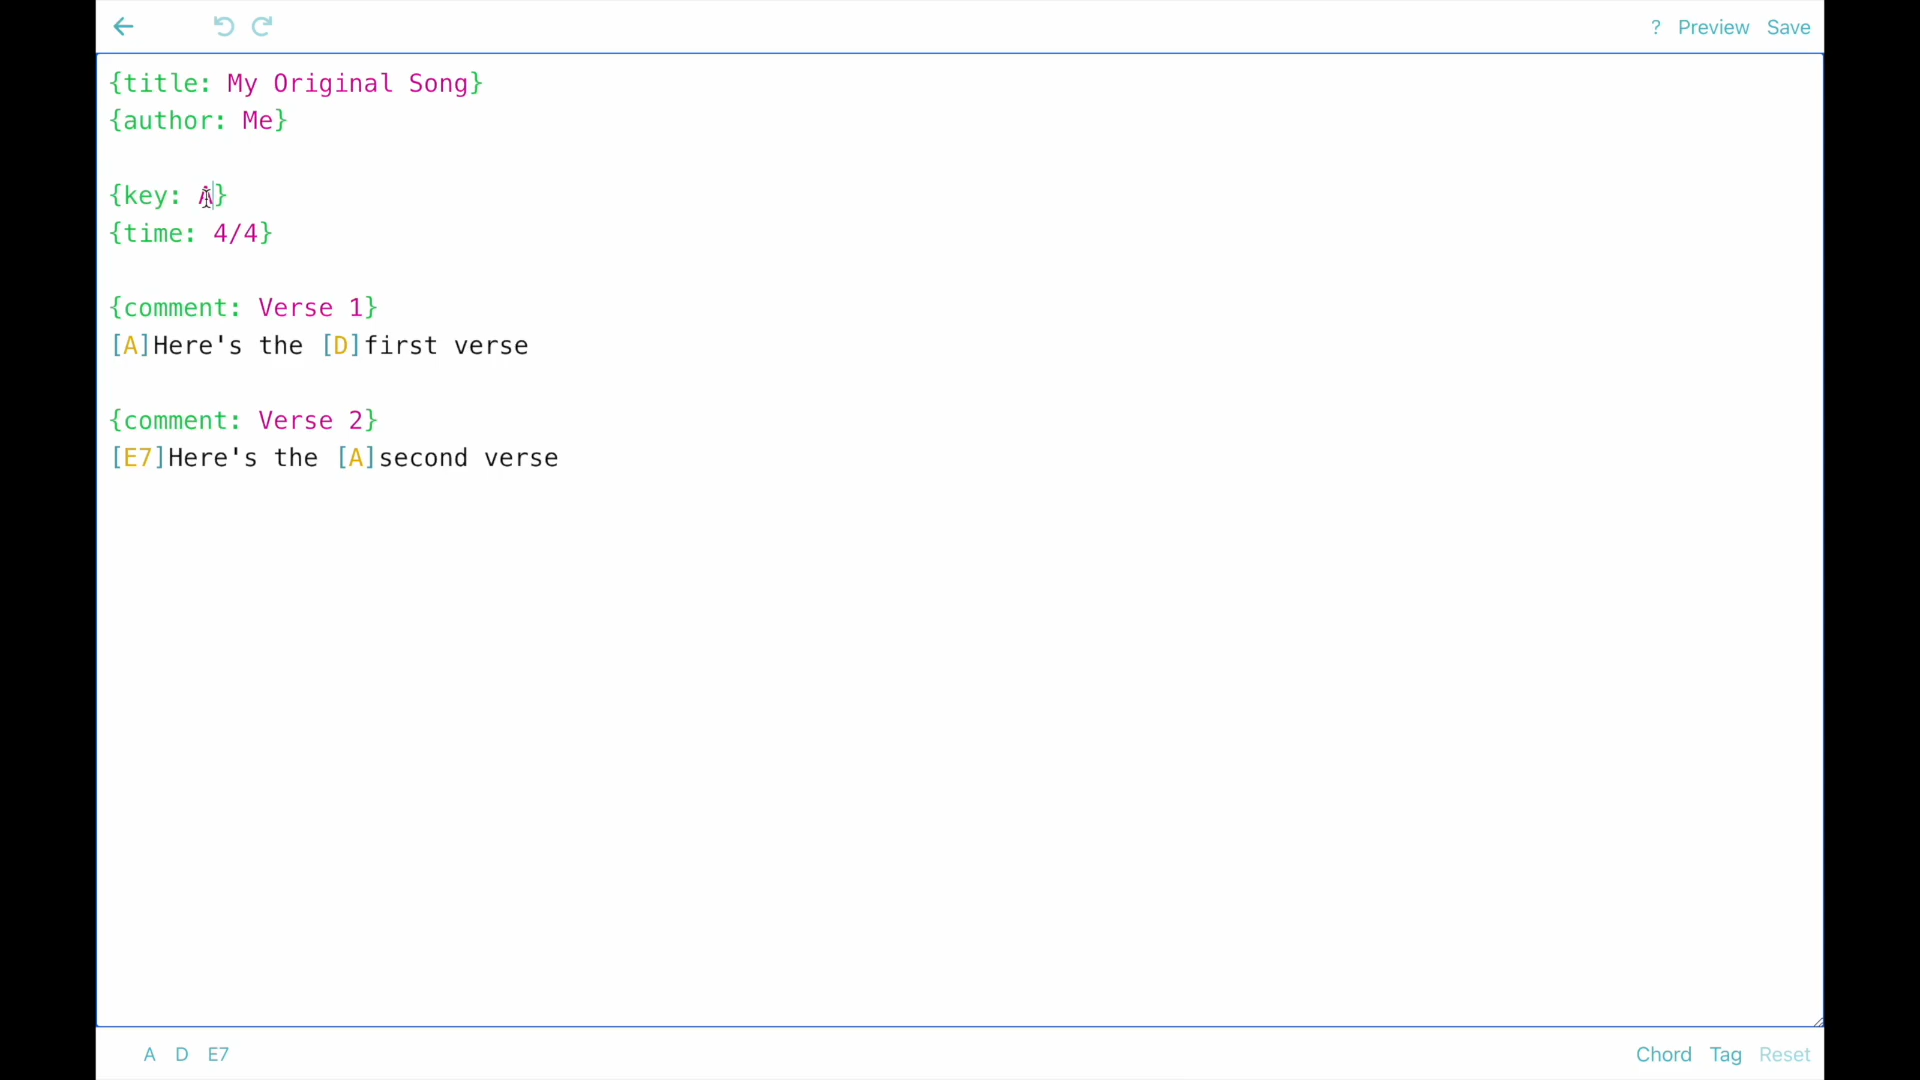 ? Preview Save
{title: My Original Song}
{author: Me}
{key: A}
{time: 4/4}
{comment: Verse 1}
[A]Here's the [D]first verse
{comment: Verse 2}
[E7]Here's the [A]second verse
A D E7 Chord Tag Reset